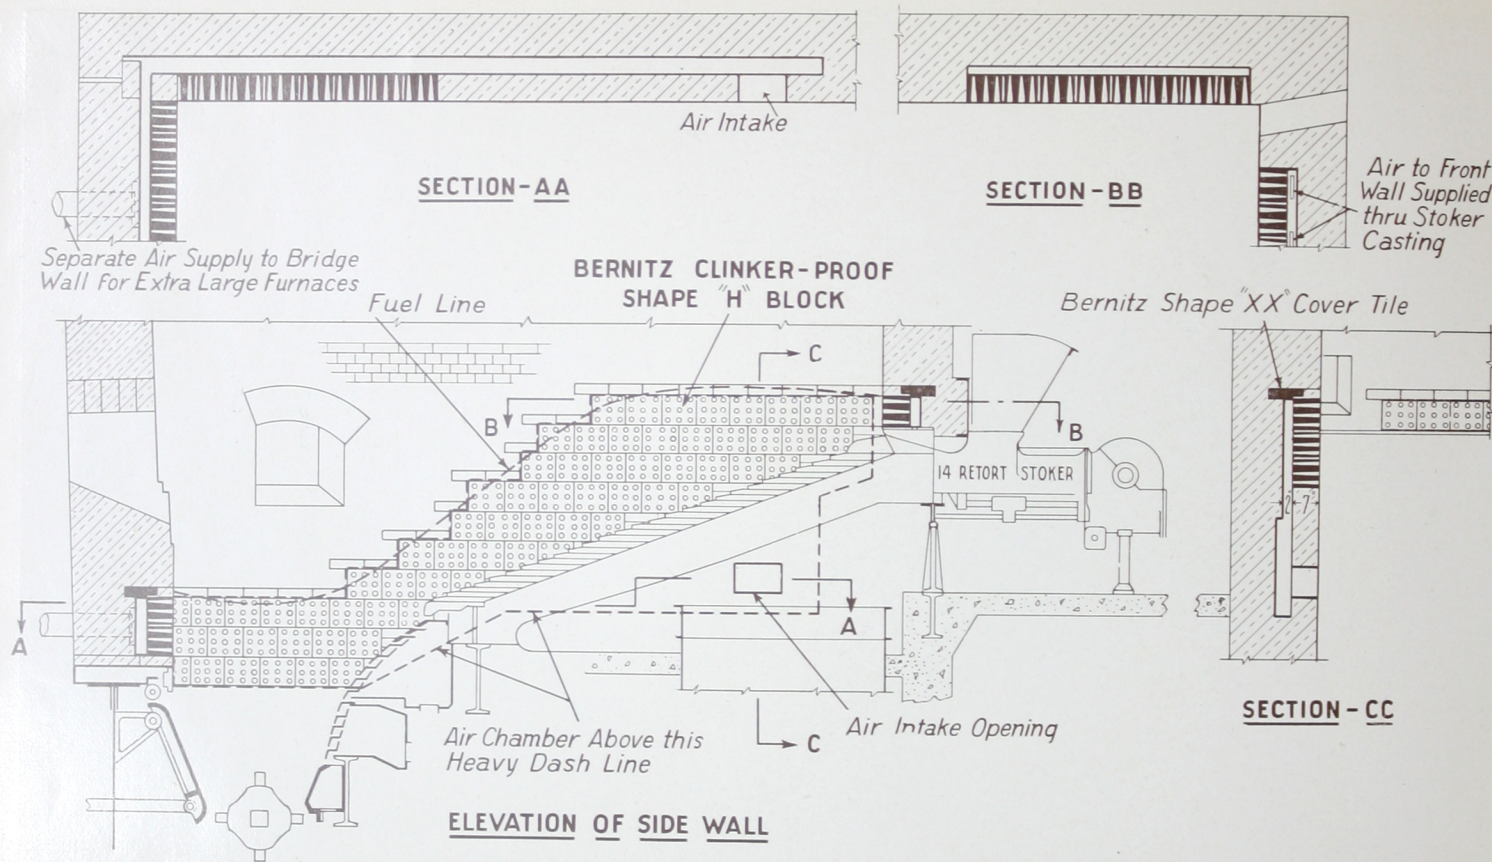 Air Intake
SECTION-AA
SECTION-BB
Air to Front
Wall Supplied
thru Stoker
Casting
Separate Air Supply to Bridge
Wall for Extra Large Furnaces
BERNITZ CLINKER-PROOF
SHAPE "H" BLOCK
Fuel Line
Bernitz Shape "XX" Cover Tile
C
B
B
14 RETORT STOKER
2" 7"
A
A
C
Air Intake Opening
Air Chamber Above this
Heavy Dash Line
SECTION-CC
ELEVATION OF SIDE WALL